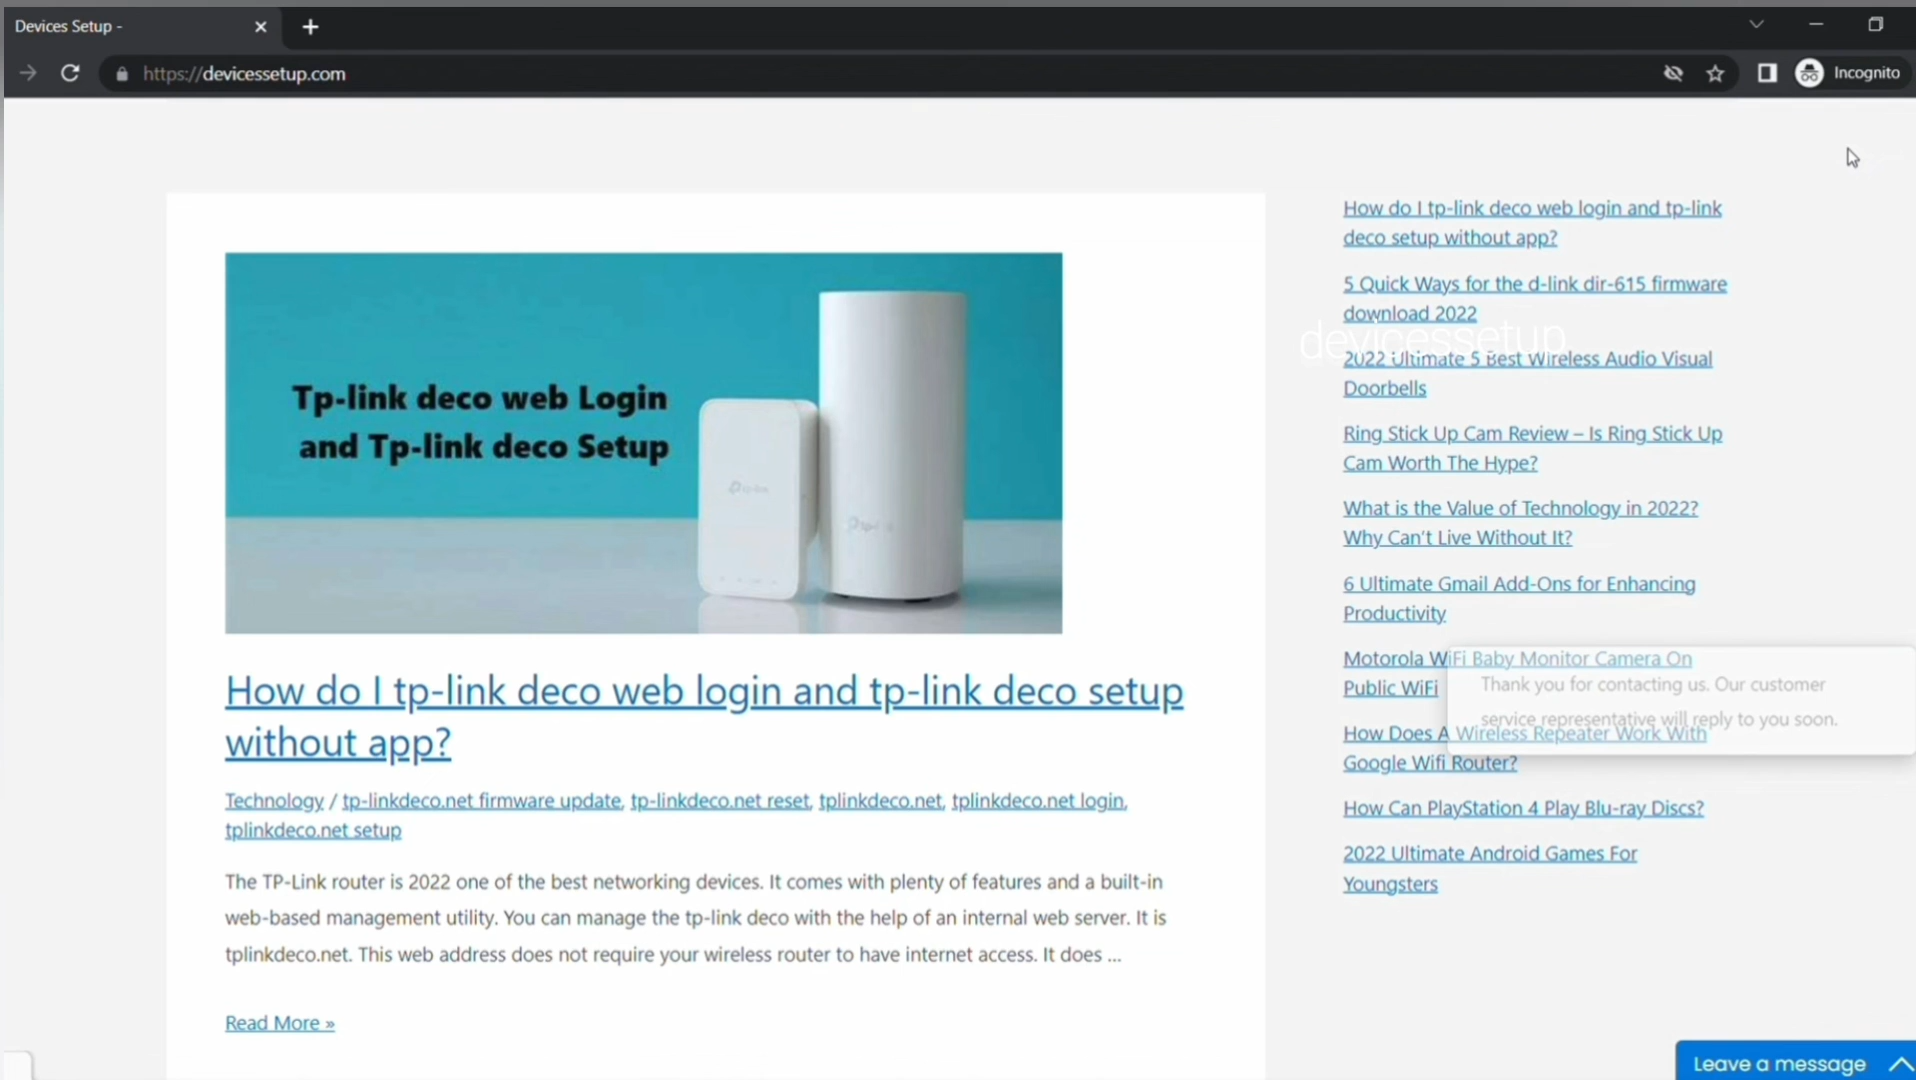 Devices Setup -
https://devicessetup.com
Incognito
Tp-link deco web Login
and Tp-link deco Setup
tp-link
tp-link
How do I tp-link deco web login and tp-link deco setup
without app?
Technology / tp-linkdeco.net firmware update, tp-linkdeco.net reset, tplinkdeco.net, tplinkdeco.net login,
tplinkdeco.net setup
The TP-Link router is 2022 one of the best networking devices. It comes with plenty of features and a built-in
web-based management utility. You can manage the tp-link deco with the help of an internal web server. It is
tplinkdeco.net. This web address does not require your wireless router to have internet access. It does ...
Read More »
How do I tp-link deco web login and tp-link
deco setup without app?
5 Quick Ways for the d-link dir-615 firmware
download 2022
devicessetup
2022 Ultimate 5 Best Wireless Audio Visual
Doorbells
Ring Stick Up Cam Review – Is Ring Stick Up
Cam Worth The Hype?
What is the Value of Technology in 2022?
Why Can't Live Without It?
6 Ultimate Gmail Add-Ons for Enhancing
Productivity
Motorola WiFi Baby Monitor Camera On
Public WiFi
Thank you for contacting us. Our customer
service representative will reply to you soon.
How Does A Wireless Repeater Work With
Google Wifi Router?
How Can PlayStation 4 Play Blu-ray Discs?
2022 Ultimate Android Games For
Youngsters
Leave a message